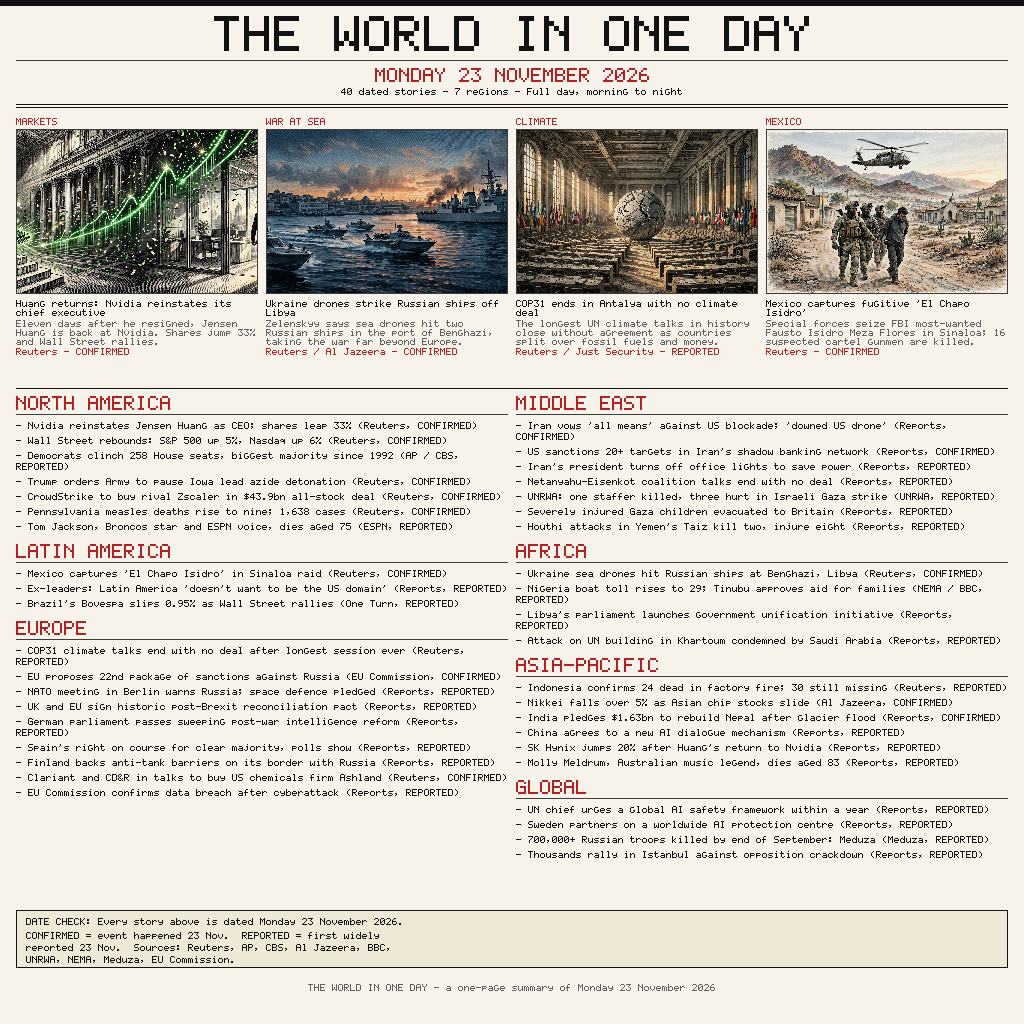 THE WORLD IN ONE DAY
MONDAY 23 NOVEMBER 2026
40 dated stories - 7 reGions - Full day, morninG to niGht
MARKETS
HuanG returns: Nvidia reinstates its
chief executive
Eleven days after he resiGned, Jensen
HuanG is back at Nvidia. Shares jump 33%
and Wall Street rallies.
Reuters - CONFIRMED
WAR AT SEA
Ukraine drones strike Russian ships off
Libya
Zelenskyy says sea drones hit two
Russian ships in the port of BenGhazi,
takinG the war far beyond Europe.
Reuters / Al Jazeera - CONFIRMED
CLIMATE
COP31 ends in Antalya with no climate
deal
The lonGest UN climate talks in history
close without aGreement as countries
split over fossil fuels and money.
Reuters / Just Security - REPORTED
MEXICO
Mexico captures fuGitive 'El Chapo
Isidro'
Special forces seize FBI most-wanted
Fausto Isidro Meza Flores in Sinaloa; 16
suspected cartel Gunmen are killed.
Reuters - CONFIRMED
NORTH AMERICA
- Nvidia reinstates Jensen HuanG as CEO; shares leap 33% (Reuters, CONFIRMED)
- Wall Street rebounds: S&P 500 up 5%, Nasdaq up 6% (Reuters, CONFIRMED)
- Democrats clinch 258 House seats, biGGest majority since 1992 (AP / CBS,
REPORTED)
- Trump orders Army to pause Iowa lead azide detonation (Reuters, CONFIRMED)
- CrowdStrike to buy rival Zscaler in $43.9bn all-stock deal (Reuters, CONFIRMED)
- Pennsylvania measles deaths rise to nine; 1,638 cases (Reuters, CONFIRMED)
- Tom Jackson, Broncos star and ESPN voice, dies aGed 75 (ESPN, REPORTED)
LATIN AMERICA
- Mexico captures 'El Chapo Isidro' in Sinaloa raid (Reuters, CONFIRMED)
- Ex-leaders: Latin America 'doesn't want to be the US domain' (Reports, REPORTED)
- Brazil's Bovespa slips 0.95% as Wall Street rallies (One Turn, REPORTED)
EUROPE
- COP31 climate talks end with no deal after lonGest session ever (Reuters,
REPORTED)
- EU proposes 22nd packaGe of sanctions aGainst Russia (EU Commission, CONFIRMED)
- NATO meetinG in Berlin warns Russia; space defence pledGed (Reports, REPORTED)
- UK and EU siGn historic post-Brexit reconciliation pact (Reports, REPORTED)
- German parliament passes sweepinG post-war intelliGence reform (Reports,
REPORTED)
- Spain's riGht on course for clear majority, polls show (Reports, REPORTED)
- Finland backs anti-tank barriers on its border with Russia (Reports, REPORTED)
- Clariant and CD&R in talks to buy US chemicals firm Ashland (Reuters, CONFIRMED)
- EU Commission confirms data breach after cyberattack (Reports, REPORTED)
MIDDLE EAST
- Iran vows 'all means' aGainst US blockade; 'downed US drone' (Reports,
CONFIRMED)
- US sanctions 20+ tarGets in Iran's shadow bankinG network (Reports, CONFIRMED)
- Iran's president turns off office liGhts to save power (Reports, REPORTED)
- Netanyahu-Eisenkot coalition talks end with no deal (Reports, REPORTED)
- UNRWA: one staffer killed, three hurt in Israeli Gaza strike (UNRWA, REPORTED)
- Severely injured Gaza children evacuated to Britain (Reports, REPORTED)
- Houthi attacks in Yemen's Taiz kill two, injure eiGht (Reports, REPORTED)
AFRICA
- Ukraine sea drones hit Russian ships at BenGhazi, Libya (Reuters, CONFIRMED)
- NiGeria boat toll rises to 29; Tinubu approves aid for families (NEMA / BBC,
REPORTED)
- Libya's parliament launches Government unification initiative (Reports,
REPORTED)
- Attack on UN buildinG in Khartoum condemned by Saudi Arabia (Reports, REPORTED)
ASIA-PACIFIC
- Indonesia confirms 24 dead in factory fire; 30 still missinG (Reuters, CONFIRMED)
- Nikkei falls over 5% as Asian chip stocks slide (Al Jazeera, CONFIRMED)
- India pledGes $1.63bn to rebuild Nepal after Glacier flood (Reports, CONFIRMED)
- China aGrees to a new AI dialoGue mechanism (Reports, REPORTED)
- SK Hynix jumps 20% after HuanG's return to Nvidia (Reports, REPORTED)
- Molly Meldrum, Australian music leGend, dies aGed 83 (Reports, REPORTED)
GLOBAL
- UN chief urGes a Global AI safety framework within a year (Reports, REPORTED)
- Sweden partners on a worldwide AI protection centre (Reports, REPORTED)
- 700,000+ Russian troops killed by end of September: Meduza (Meduza, REPORTED)
- Thousands rally in Istanbul aGainst opposition crackdown (Reports, REPORTED)
DATE CHECK: Every story above is dated Monday 23 November 2026.
CONFIRMED = event happened 23 Nov.  REPORTED = first widely
reported 23 Nov.  Sources: Reuters, AP, CBS, Al Jazeera, BBC,
UNRWA, NEMA, Meduza, EU Commission.
THE WORLD IN ONE DAY - a one-paGe summary of Monday 23 November 2026